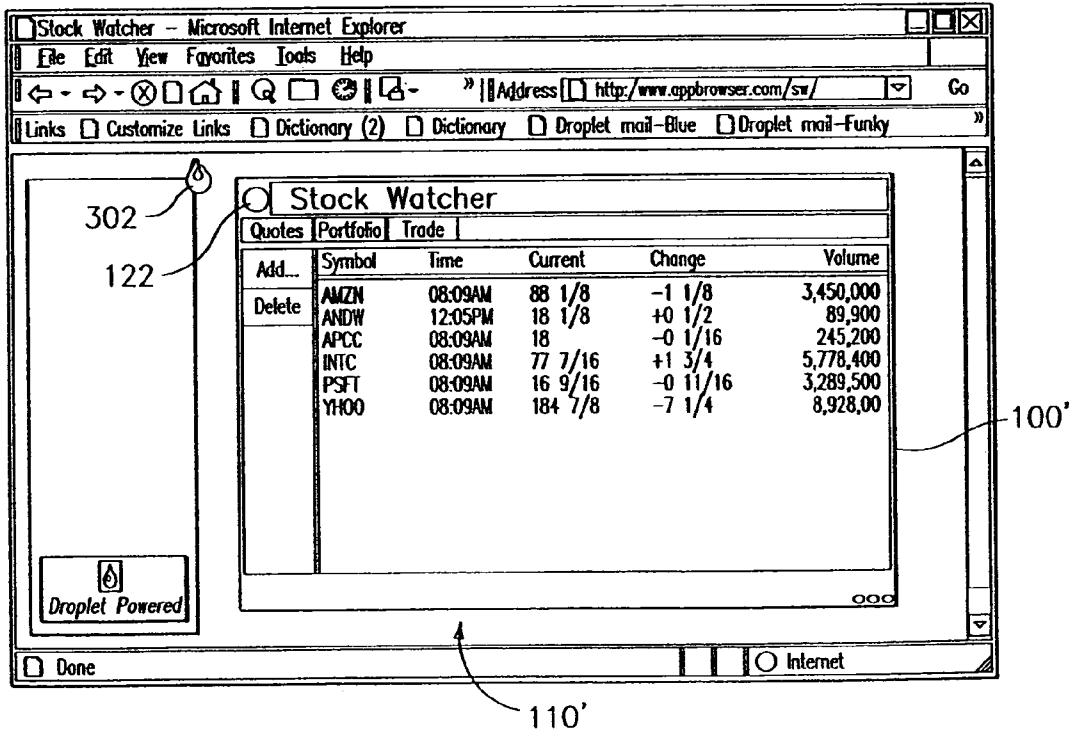 Stock Watcher – Microsoft Internet Explorer
File Edit View Favorites Tools Help
» Address http:/www.appbrowser.com/sw/ Go
Links Customize Links Dictionary (2) Dictionary Droplet mail–Blue Droplet mail–Funky »
302
122
Stock Watcher
Quotes Portfolio Trade
Add... Symbol Time Current Change Volume
Delete
AMZN 08:09AM 88 1/8 –1 1/8 3,450,000
ANDW 12:05PM 18 1/8 +0 1/2 89,900
APCC 08:09AM 18 –0 1/16 245,200
INTC 08:09AM 77 7/16 +1 3/4 5,778,400
PSFT 08:09AM 16 9/16 –0 11/16 3,289,500
YHOO 08:09AM 184 7/8 –7 1/4 8,928,00
100'
Droplet Powered
Done Internet
110'